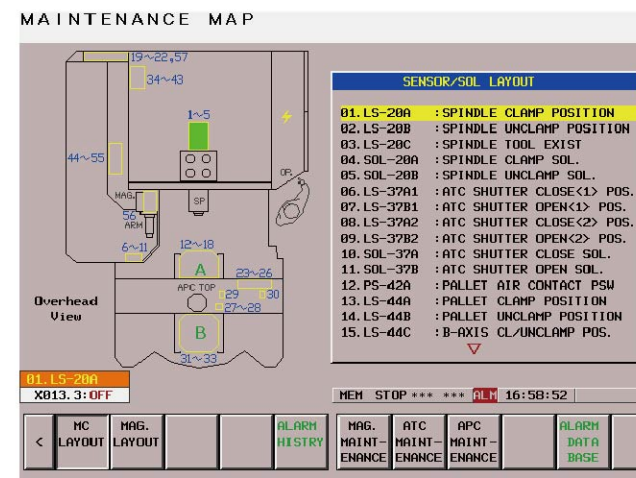 MAINTENANCE MAP
19~22,57
34~43
1~5
44~55
OP.
MAG.
SP
56
ARM
6~11
12~18
A
23~26
APC TOP
29
30
27~28
Overhead
View
B
31~33
SENSOR/SOL LAYOUT
01.LS-20A :SPINDLE CLAMP POSITION
02.LS-20B :SPINDLE UNCLAMP POSITION
03.LS-20C :SPINDLE TOOL EXIST
04.SOL-20A :SPINDLE CLAMP SOL.
05.SOL-20B :SPINDLE UNCLAMP SOL.
06.LS-37A1 :ATC SHUTTER CLOSE<1> POS.
07.LS-37B1 :ATC SHUTTER OPEN<1> POS.
08.LS-37A2 :ATC SHUTTER CLOSE<2> POS.
09.LS-37B2 :ATC SHUTTER OPEN<2> POS.
10.SOL-37A :ATC SHUTTER CLOSE SOL.
11.SOL-37B :ATC SHUTTER OPEN SOL.
12.PS-42A :PALLET AIR CONTACT PSW
13.LS-44A :PALLET CLAMP POSITION
14.LS-44B :PALLET UNCLAMP POSITION
15.LS-44C :B-AXIS CL/UNCLAMP POS.
01.LS-20A
X013.3:OFF
MEM STOP *** *** ALM 16:58:52
<
MC
LAYOUT
MAG.
LAYOUT
ALARM
HISTRY
MAG.
MAINT-
ENANCE
ATC
MAINT-
ENANCE
APC
MAINT-
ENANCE
ALARM
DATA
BASE